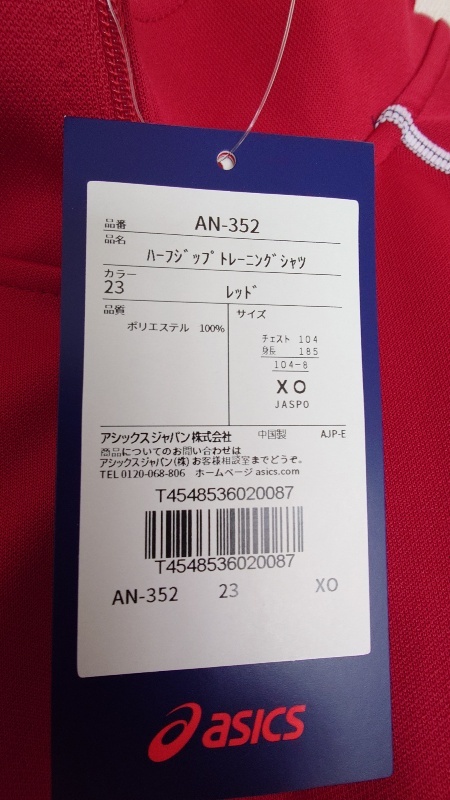 品番 AN-352
品名
ﾊｰﾌｼﾞｯﾌﾟﾄﾚｰﾆﾝｸﾞｼｬﾂ
カラー
23 ﾚｯﾄﾞ
品質 サイズ
ポリエステル 100%
チェスト 104
身長 185
104-8
XO
JASPO
アシックスジャパン株式会社 中国製 AJP-E
商品についてのお問い合わせは
アシックスジャパン(株)お客様相談室までどうぞ。
TEL 0120-068-806 ホームページ asics.com
T4548536020087
T4548536020087
AN-352 23 XO
asics